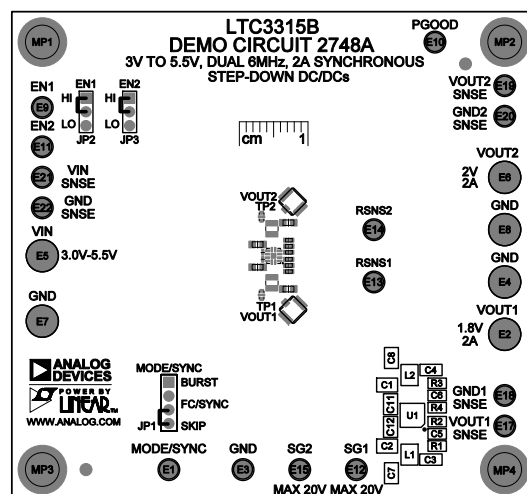 LTC3315B
DEMO CIRCUIT 2748A
3V TO 5.5V, DUAL 6MHz, 2A SYNCHRONOUS
STEP-DOWN DC/DCs
MP1
PGOOD
E10
MP2
EN1
E9
EN2
E11
EN1
HI
LO
JP2
EN2
HI
LO
JP3
VOUT2
SNSE
E19
GND2
SNSE
E20
cm 1
E21
VIN
SNSE
E22
GND
SNSE
VIN
E5
3.0V-5.5V
GND
E7
VOUT2
TP2
TP1
VOUT1
RSNS2
E14
RSNS1
E13
VOUT2
2V
2A
E6
GND
E8
GND
E4
VOUT1
1.8V
2A
E2
ANALOG
DEVICES
POWER BY
LINEAR™
WWW.ANALOG.COM
MODE/SYNC
BURST
FC/SYNC
SKIP
JP1
C8
L2
C4
C1
R3
C6
C11
U1
R4
C12
R2
C5
C2
R1
L1
C3
C7
GND1
SNSE
E18
VOUT1
SNSE
E17
MP3
MODE/SYNC
E1
GND
E3
SG2
E15
MAX 20V
SG1
E12
MAX 20V
MP4